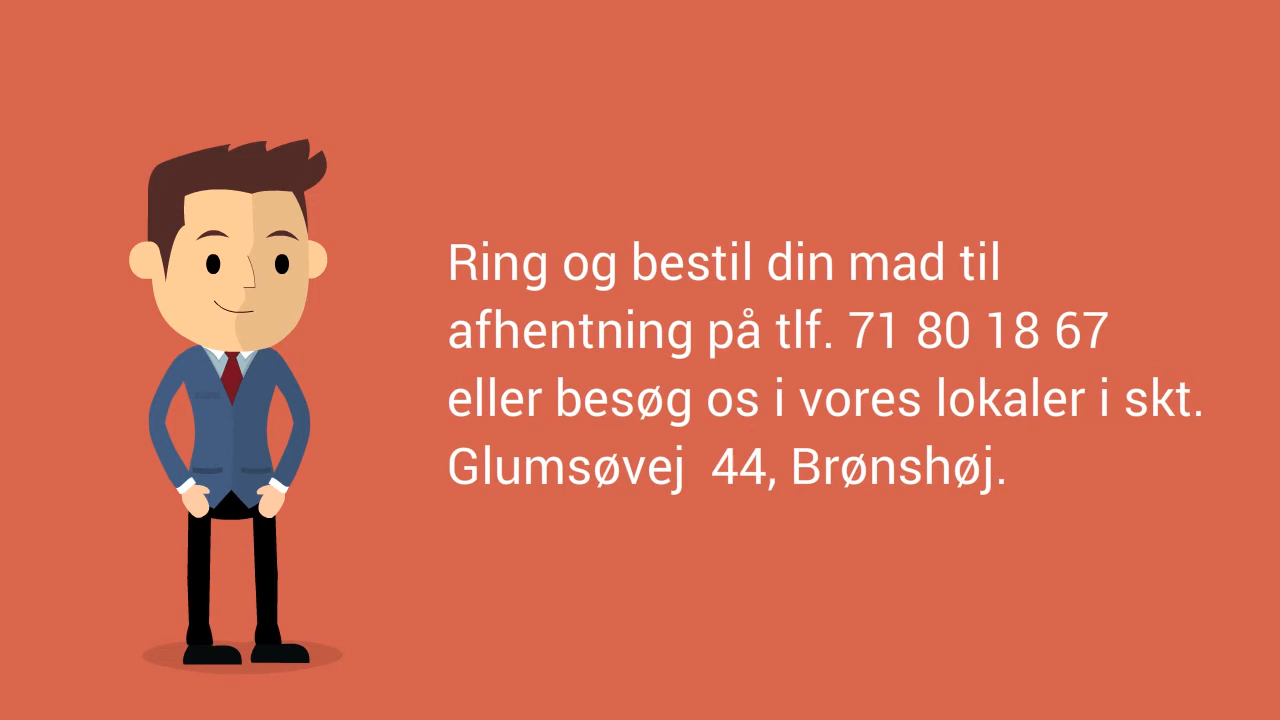 Ring og bestil din mad til
afhentning på tlf. 71 80 18 67
eller besøg os i vores lokaler i skt.
Glumsøvej  44, Brønshøj.